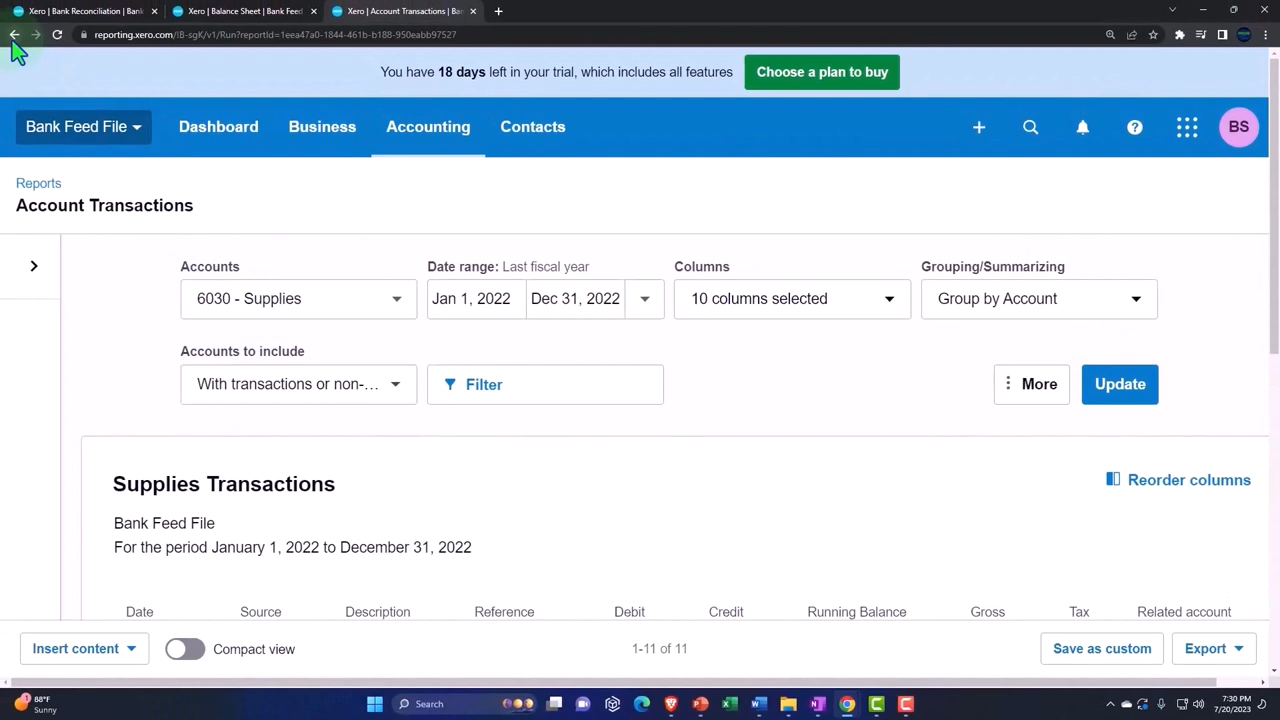 Xero | Bank Reconciliation | Bank
Xero | Balance Sheet | Bank Feed
Xero | Account Transactions | Ban
reporting.xero.com/!B-sgK/v1/Run?reportId=1eea47a0-1844-461b-b188-950eabb97527
You have 18 days left in your trial, which includes all features
Choose a plan to buy
Bank Feed File
Dashboard
Business
Accounting
Contacts
BS
Reports
Account Transactions
Accounts
Date range: Last fiscal year
Columns
Grouping/Summarizing
6030 - Supplies
Jan 1, 2022
Dec 31, 2022
10 columns selected
Group by Account
Accounts to include
With transactions or non-...
Filter
More
Update
Supplies Transactions
Reorder columns
Bank Feed File
For the period January 1, 2022 to December 31, 2022
Date Source Description Reference Debit Credit Running Balance Gross Tax Related account
Insert content
Compact view
1-11 of 11
Save as custom
Export
88°F
Sunny
Search
7:30 PM
7/20/2023